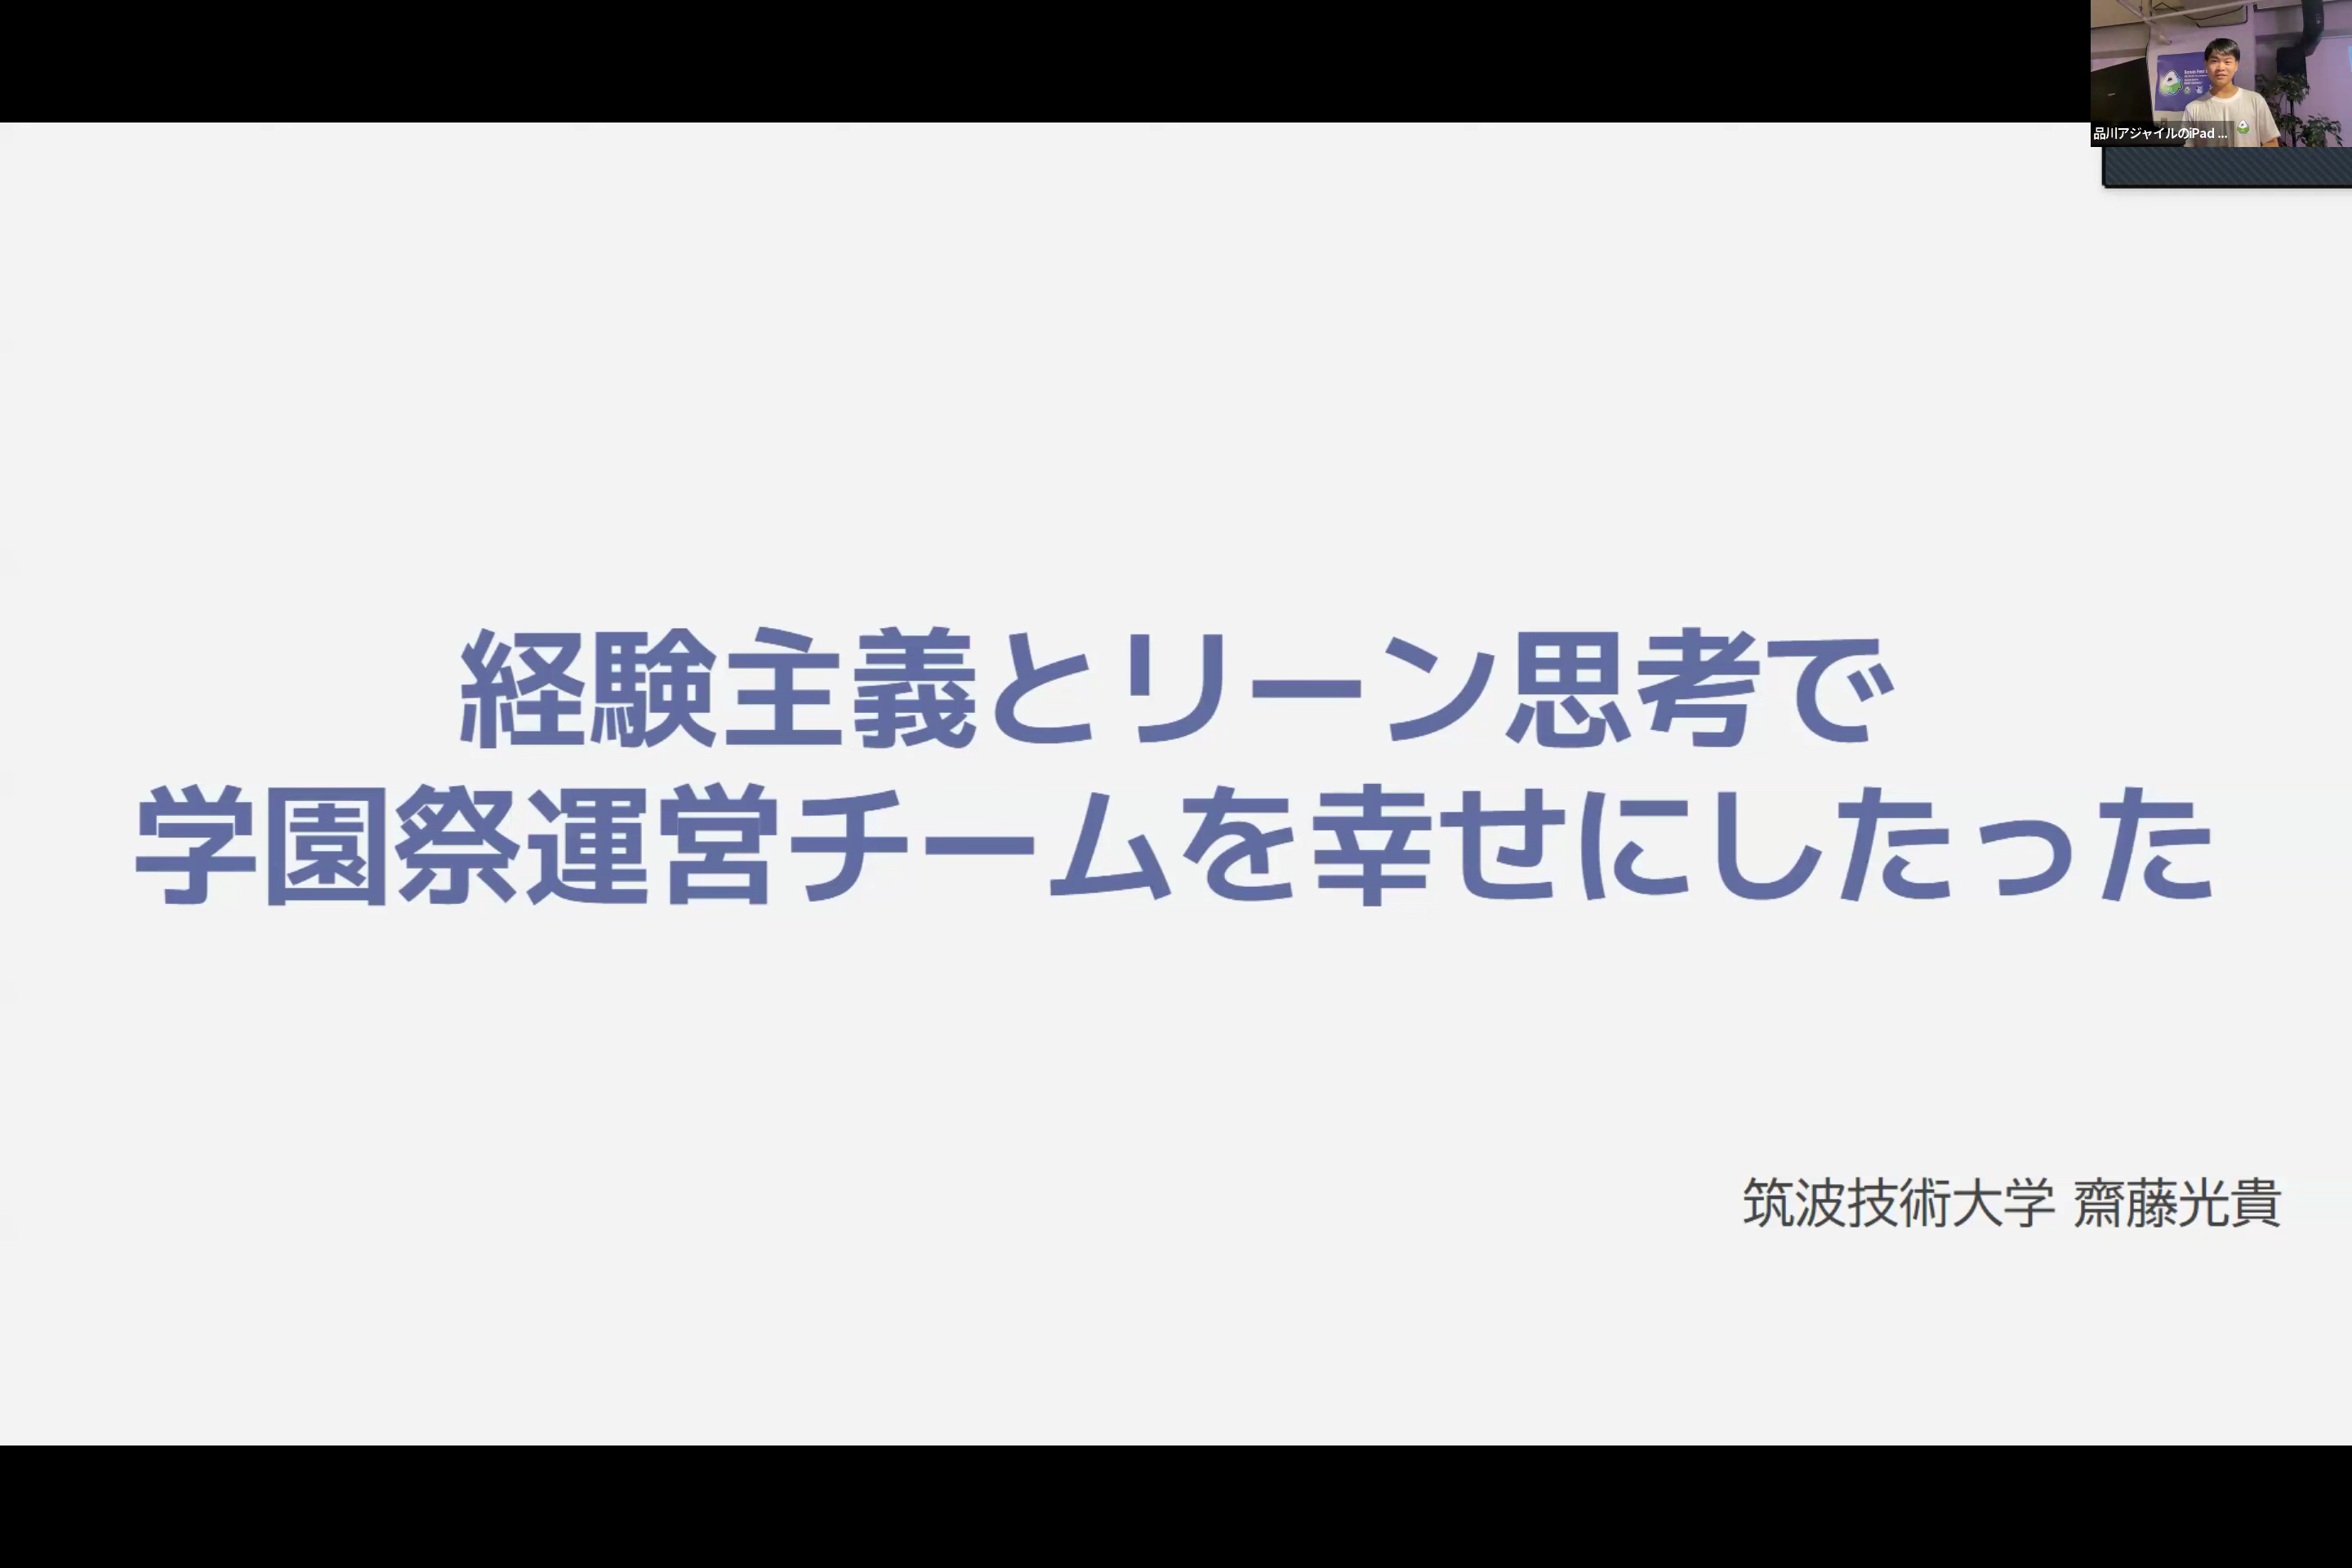 品川アジャイルのiPad ...
経験主義とリーン思考で
学園祭運営チームを幸せにしたった
筑波技術大学 齋藤光貴